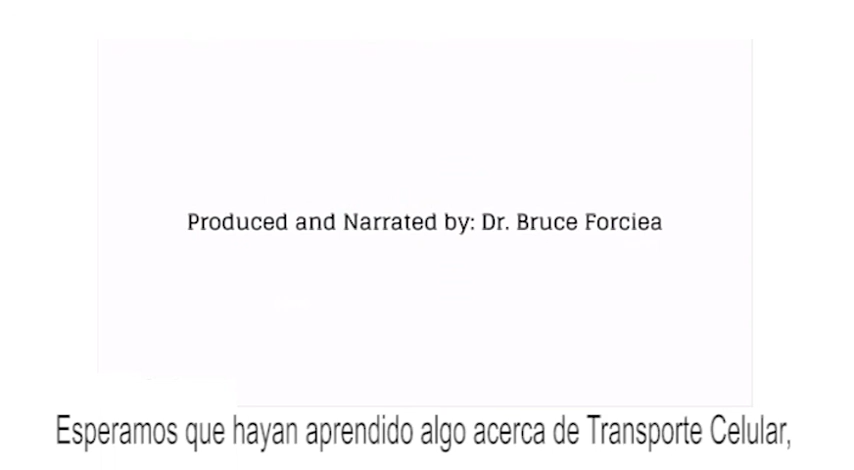 Produced and Narrated by: Dr. Bruce Forciea
Esperamos que hayan aprendido algo acerca de Transporte Celular,